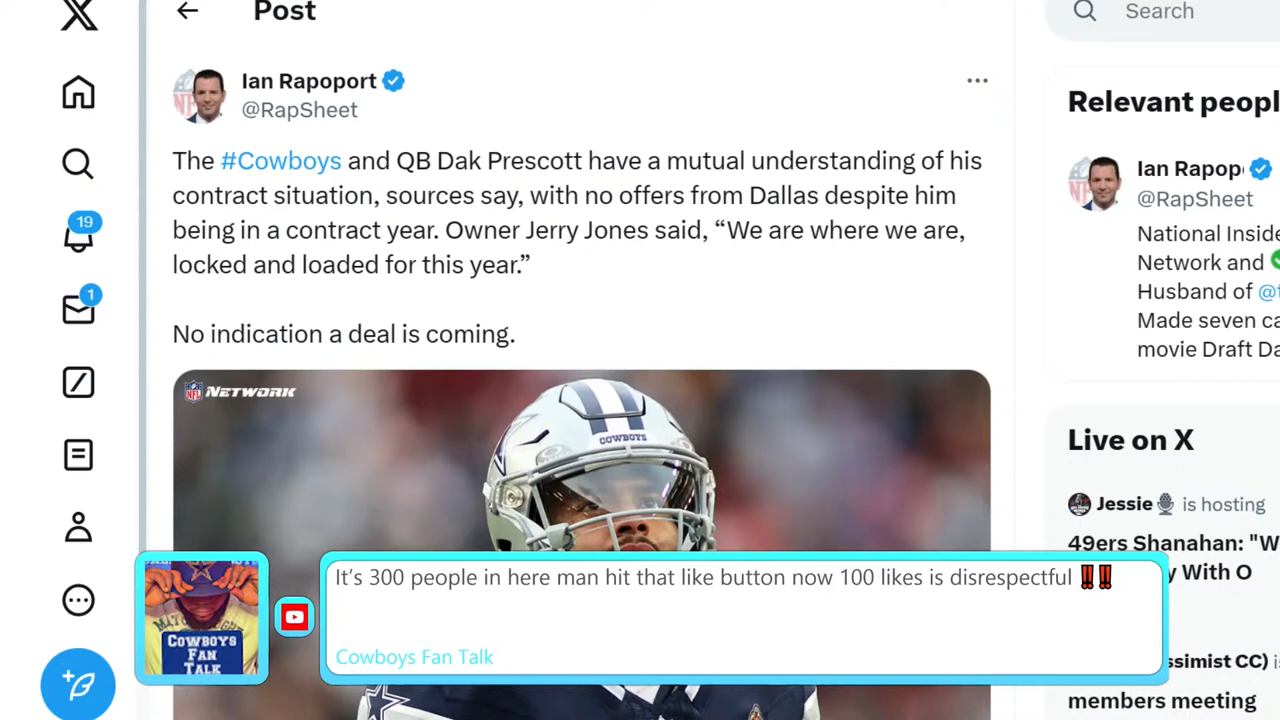 Post
Search
Ian Rapoport
@RapSheet
The #Cowboys and QB Dak Prescott have a mutual understanding of his
contract situation, sources say, with no offers from Dallas despite him
being in a contract year. Owner Jerry Jones said, “We are where we are,
locked and loaded for this year.”
No indication a deal is coming.
NFL NETWORK
COWBOYS
19
1
Relevant peopl
Ian Rapop
@RapSheet
National Inside
Network and
Husband of @t
Made seven ca
movie Draft Da
Live on X
Jessie is hosting
49ers Shanahan: "W
y With O
ssimist CC) is
members meeting
It’s 300 people in here man hit that like button now 100 likes is disrespectful ‼️‼️
Cowboys Fan Talk
COWBOYS
FAN
TALK